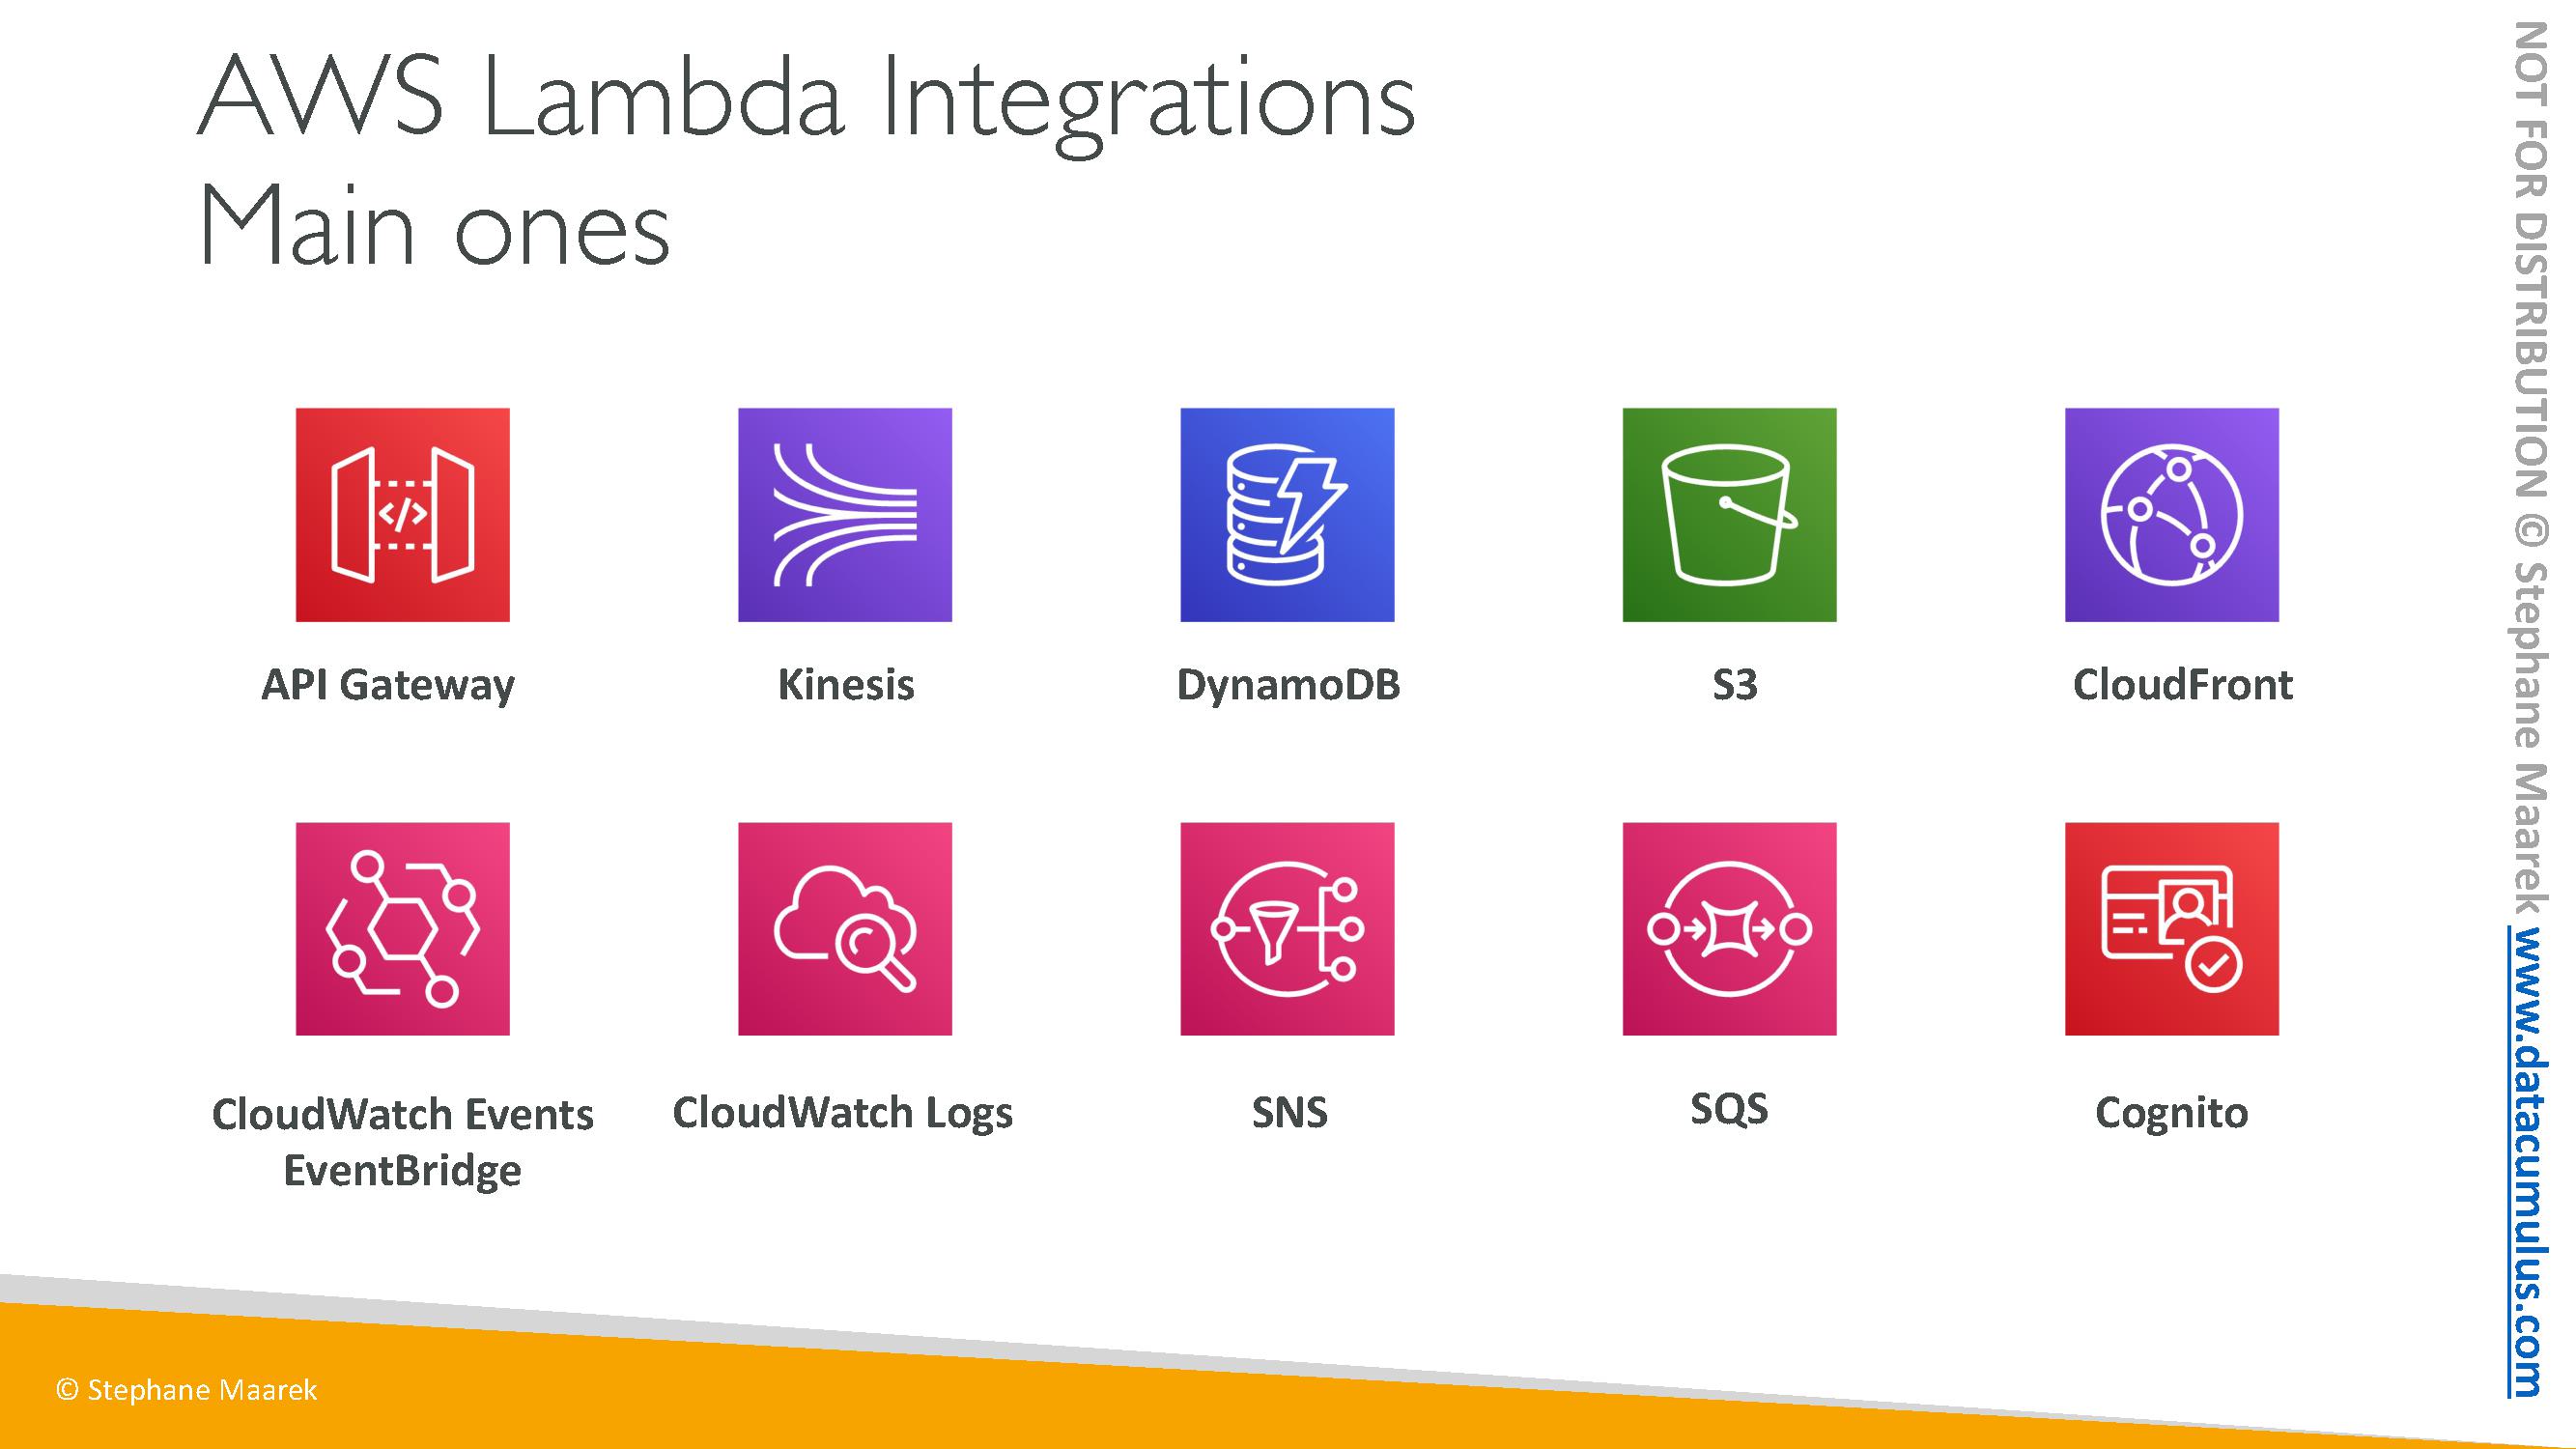 AWS Lambda Integrations
Main ones
</>
API Gateway
Kinesis
DynamoDB
S3
CloudFront
CloudWatch Events
EventBridge
CloudWatch Logs
SNS
SQS
Cognito
© Stephane Maarek
NOT FOR DISTRIBUTION © Stephane Maarek www.datacumulus.com